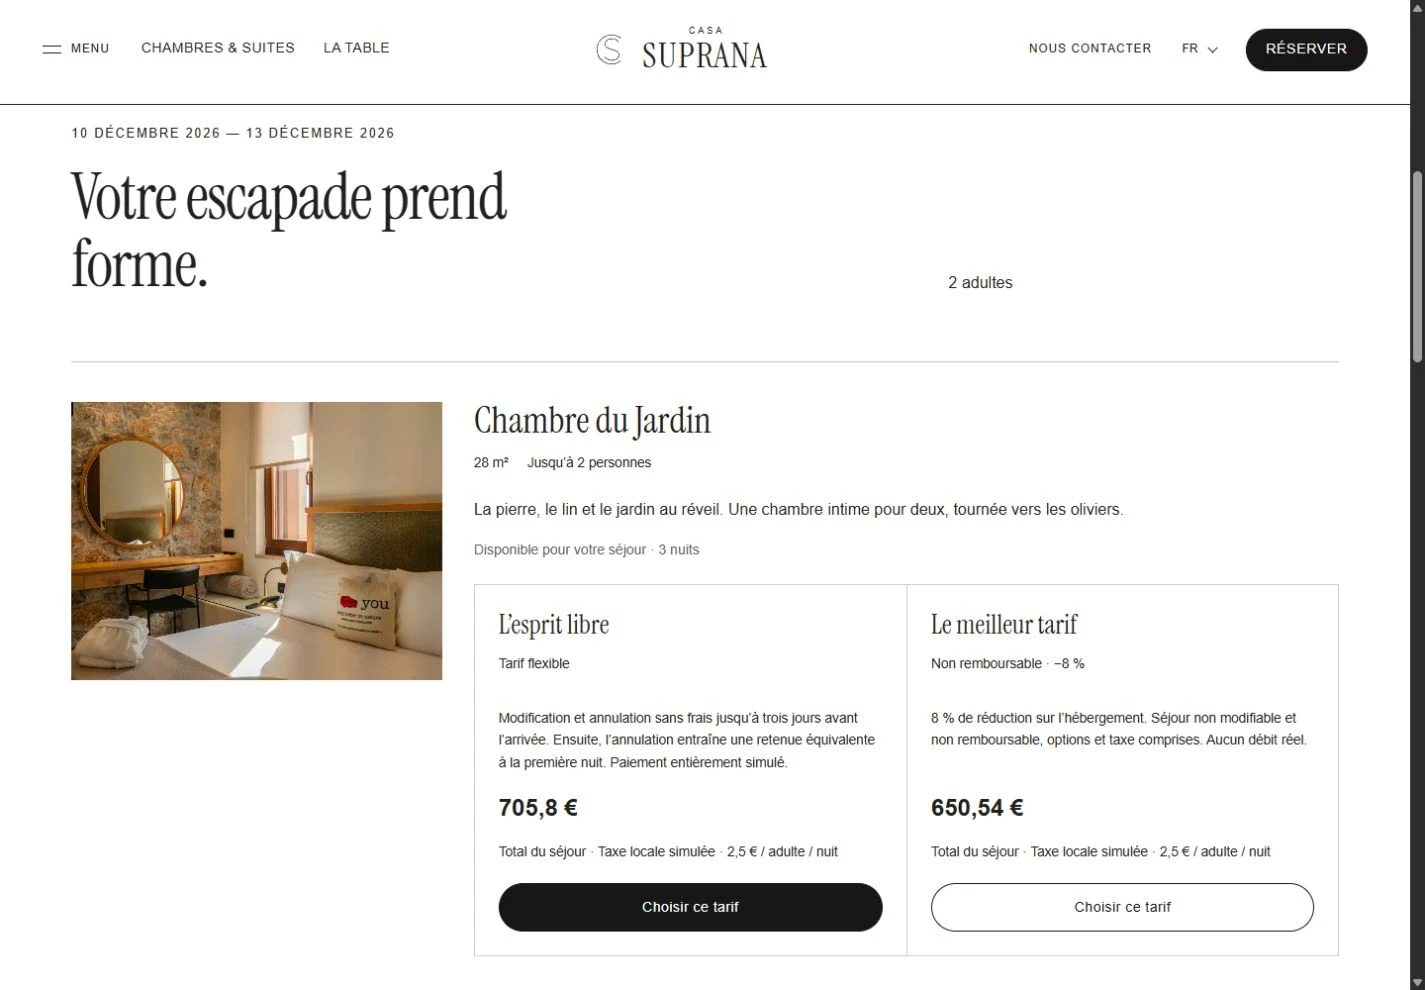 MENU
CHAMBRES & SUITES
LA TABLE
CASA
SUPRANA
NOUS CONTACTER
FR
RÉSERVER
10 DÉCEMBRE 2026 — 13 DÉCEMBRE 2026
Votre escapade prend
forme.
2 adultes
Chambre du Jardin
28 m² Jusqu’à 2 personnes
La pierre, le lin et le jardin au réveil. Une chambre intime pour deux, tournée vers les oliviers.
Disponible pour votre séjour · 3 nuits
you
L’esprit libre
Tarif flexible
Modification et annulation sans frais jusqu’à trois jours avant
l’arrivée. Ensuite, l’annulation entraîne une retenue équivalente
à la première nuit. Paiement entièrement simulé.
705,8 €
Total du séjour · Taxe locale simulée · 2,5 € / adulte / nuit
Choisir ce tarif
Le meilleur tarif
Non remboursable · −8 %
8 % de réduction sur l’hébergement. Séjour non modifiable et
non remboursable, options et taxe comprises. Aucun débit réel.
650,54 €
Total du séjour · Taxe locale simulée · 2,5 € / adulte / nuit
Choisir ce tarif